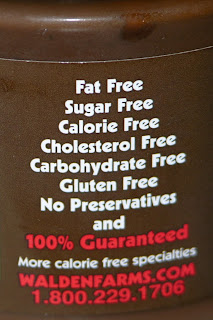 Fat Free
Sugar Free
Calorie Free
Cholesterol Free
Carbohydrate Free
Gluten Free
No Preservatives
and
100% Guaranteed
More calorie free specialties
WALDENFARMS.COM
1.800.229.1706